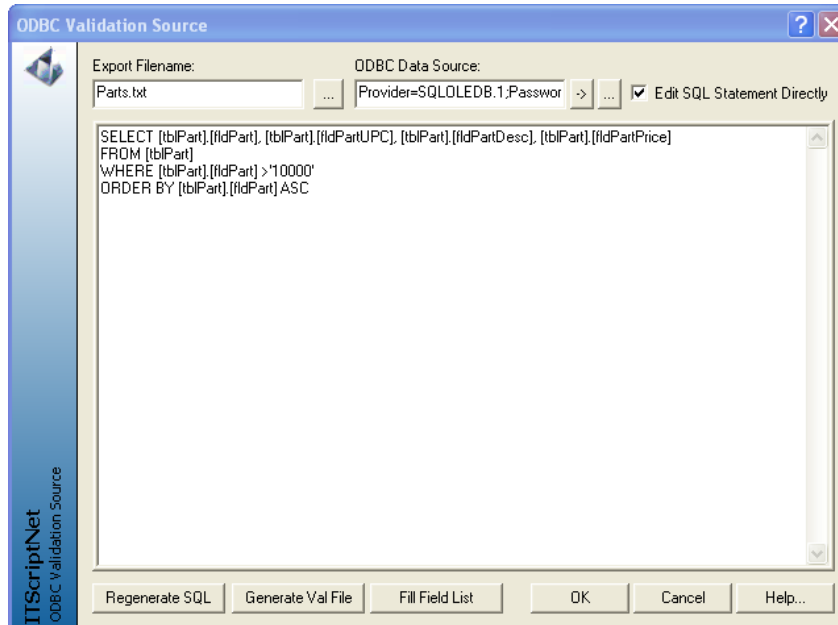 ODBC Validation Source
Export Filename:
ODBC Data Source:
Parts.txt
...
Provider=SQLOLEDB.1;Passwor
->
...
Edit SQL Statement Directly
SELECT [tblPart].[fldPart], [tblPart].[fldPartUPC], [tblPart].[fldPartDesc], [tblPart].[fldPartPrice]
FROM [tblPart]
WHERE [tblPart].[fldPart] >'10000'
ORDER BY [tblPart].[fldPart] ASC
ITScriptNet
ODBC Validation Source
Regenerate SQL
Generate Val File
Fill Field List
OK
Cancel
Help...